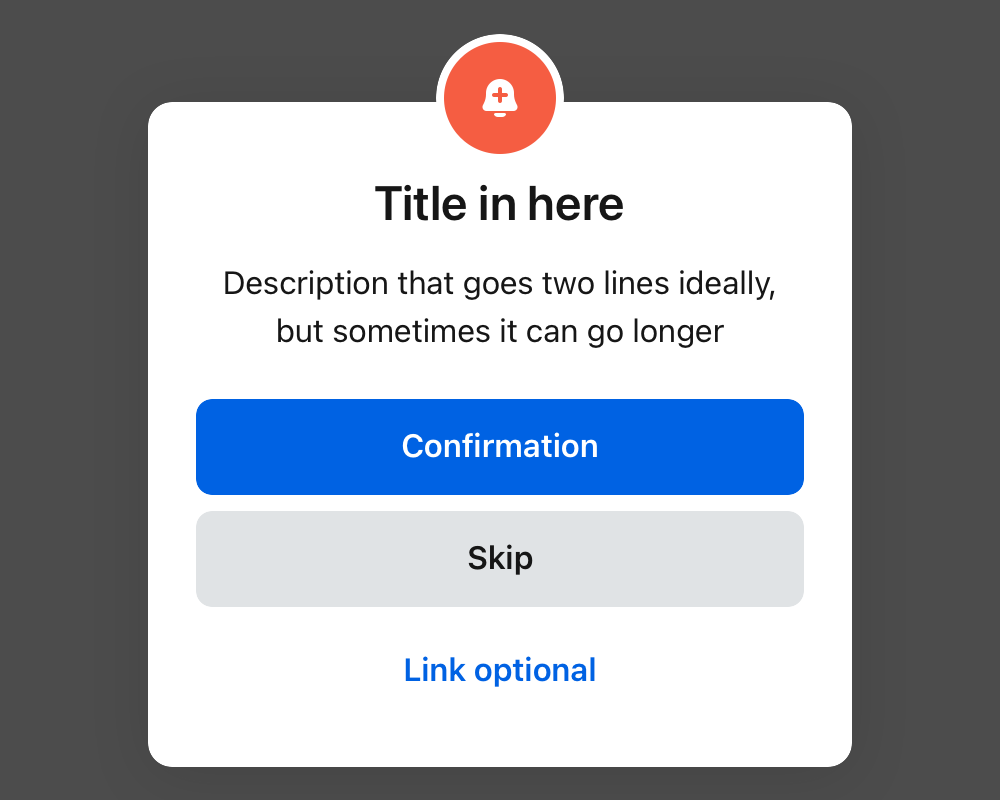 Title in here
Description that goes two lines ideally,
but sometimes it can go longer
Confirmation
Skip
Link optional